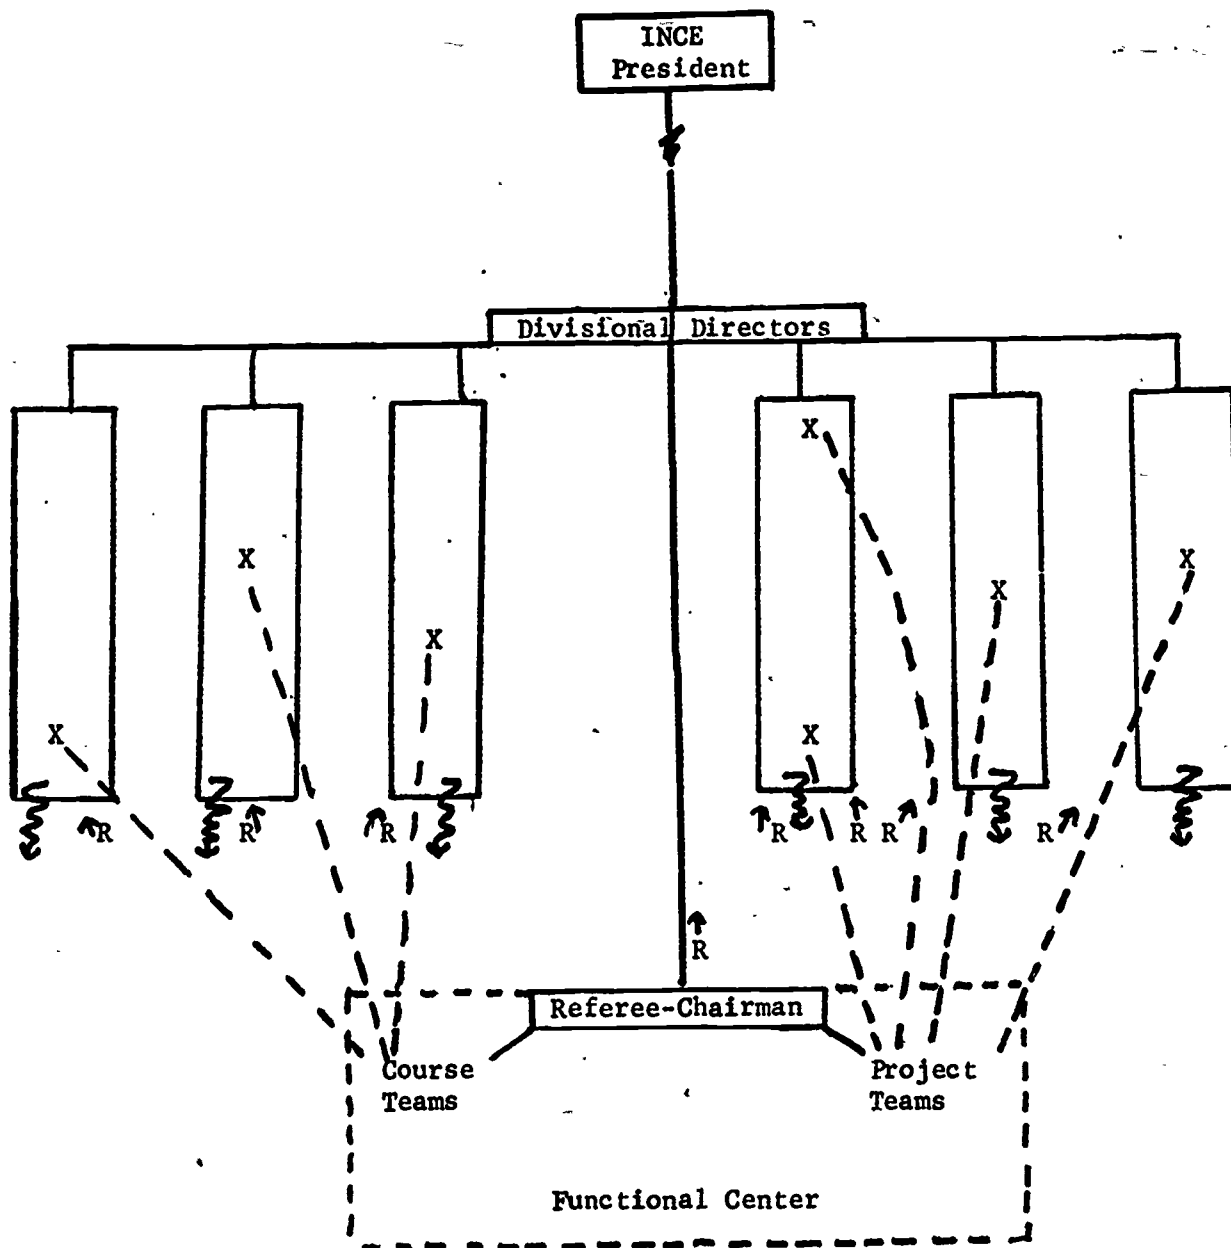 INCE
President
Divisional Directors
X
X
X
X
X
X
X
R
R
R
R
R
R
R
R
Referee-Chairman
Course
Teams
Project
Teams
Functional Center